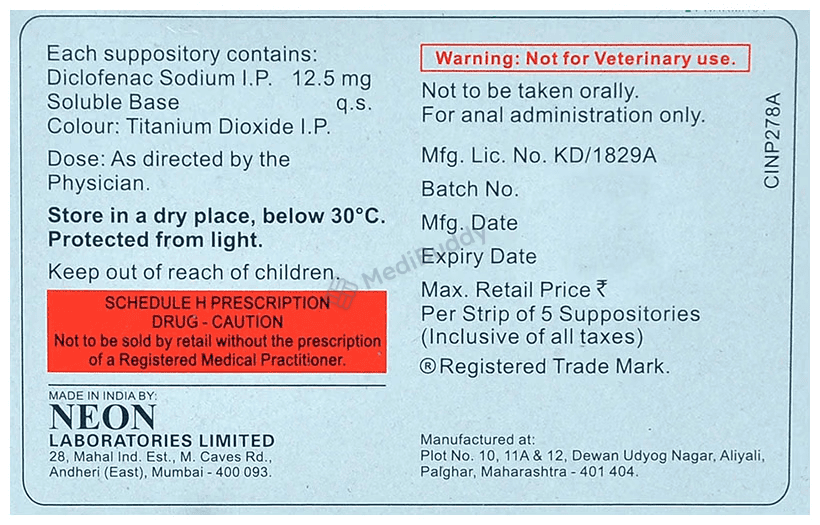 Each suppository contains:
Diclofenac Sodium I.P. 12.5 mg
Soluble Base q.s.
Colour: Titanium Dioxide I.P.
Dose: As directed by the
Physician.
Store in a dry place, below 30°C.
Protected from light.
Keep out of reach of children.
SCHEDULE H PRESCRIPTION
DRUG - CAUTION
Not to be sold by retail without the prescription
of a Registered Medical Practitioner.
MADE IN INDIA BY:
NEON
LABORATORIES LIMITED
28, Mahal Ind. Est., M. Caves Rd.,
Andheri (East), Mumbai - 400 093.
Warning: Not for Veterinary use.
Not to be taken orally.
For anal administration only.
Mfg. Lic. No. KD/1829A
Batch No.
Mfg. Date
Expiry Date
Max. Retail Price ₹
Per Strip of 5 Suppositories
(Inclusive of all taxes)
®Registered Trade Mark.
Manufactured at:
Plot No. 10, 11A & 12, Dewan Udyog Nagar, Aliyali,
Palghar, Maharashtra - 401 404.
CINP278A
MediBuddy